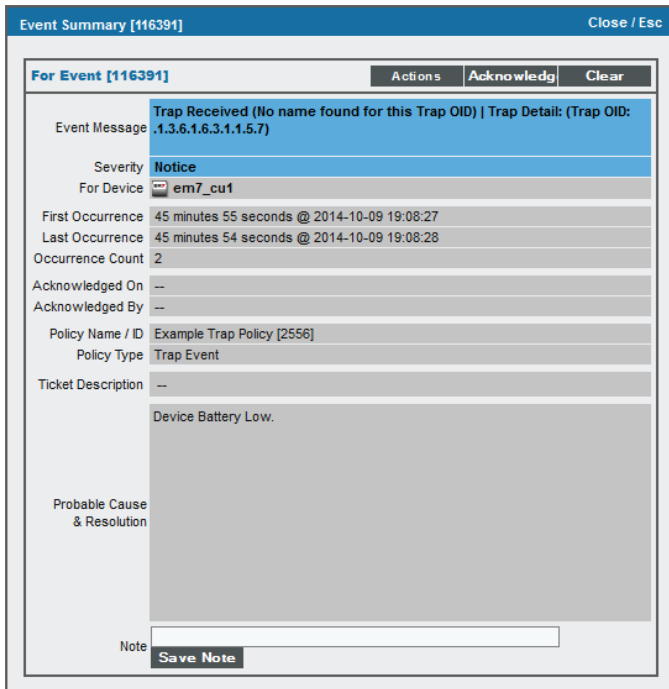 Event Summary [116391] Close / Esc
For Event [116391] Actions Acknowledg Clear
Event Message Trap Received (No name found for this Trap OID) | Trap Detail: (Trap OID:
.1.3.6.1.6.3.1.1.5.7)
Severity Notice
For Device em7_cu1
First Occurrence 45 minutes 55 seconds @ 2014-10-09 19:08:27
Last Occurrence 45 minutes 54 seconds @ 2014-10-09 19:08:28
Occurrence Count 2
Acknowledged On --
Acknowledged By --
Policy Name / ID Example Trap Policy [2556]
Policy Type Trap Event
Ticket Description --
Device Battery Low.
Probable Cause
& Resolution
Note
Save Note